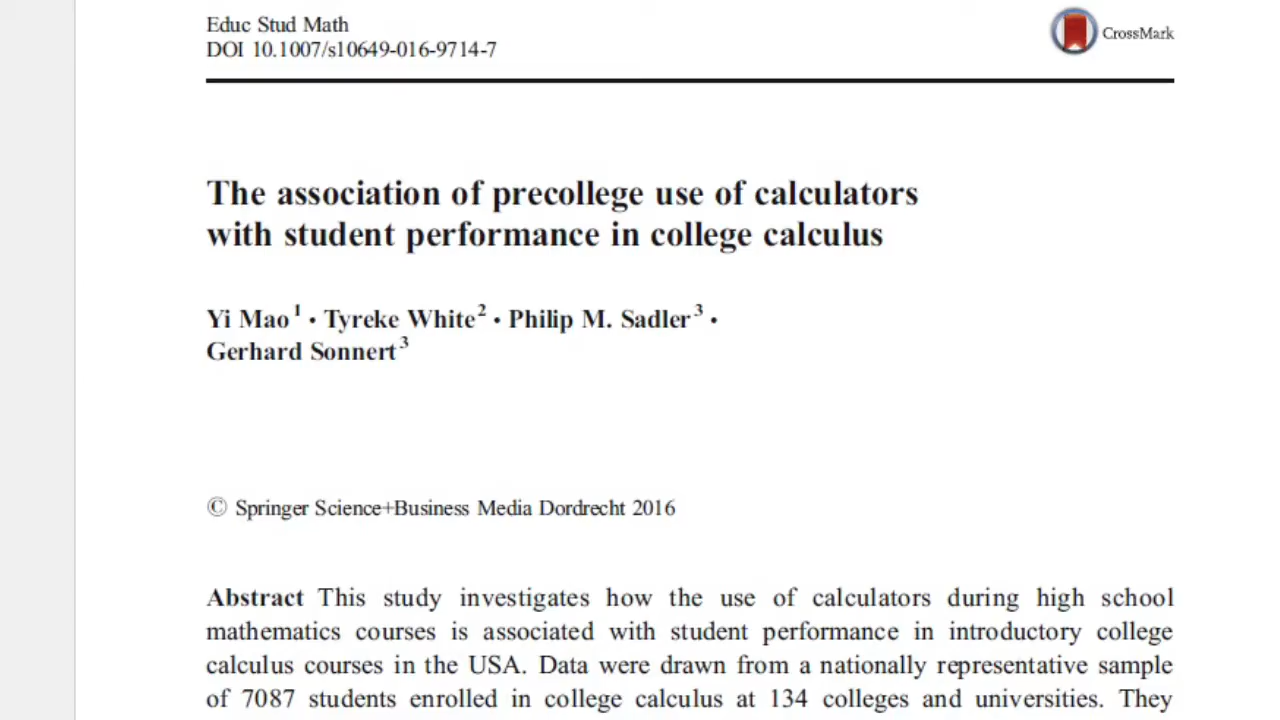 Educ Stud Math
DOI 10.1007/s10649-016-9714-7
CrossMark
The association of precollege use of calculators
with student performance in college calculus
Yi Mao 1 • Tyreke White 2 • Philip M. Sadler 3 •
Gerhard Sonnert 3
© Springer Science+Business Media Dordrecht 2016
Abstract This study investigates how the use of calculators during high school
mathematics courses is associated with student performance in introductory college
calculus courses in the USA. Data were drawn from a nationally representative sample
of 7087 students enrolled in college calculus at 134 colleges and universities. They